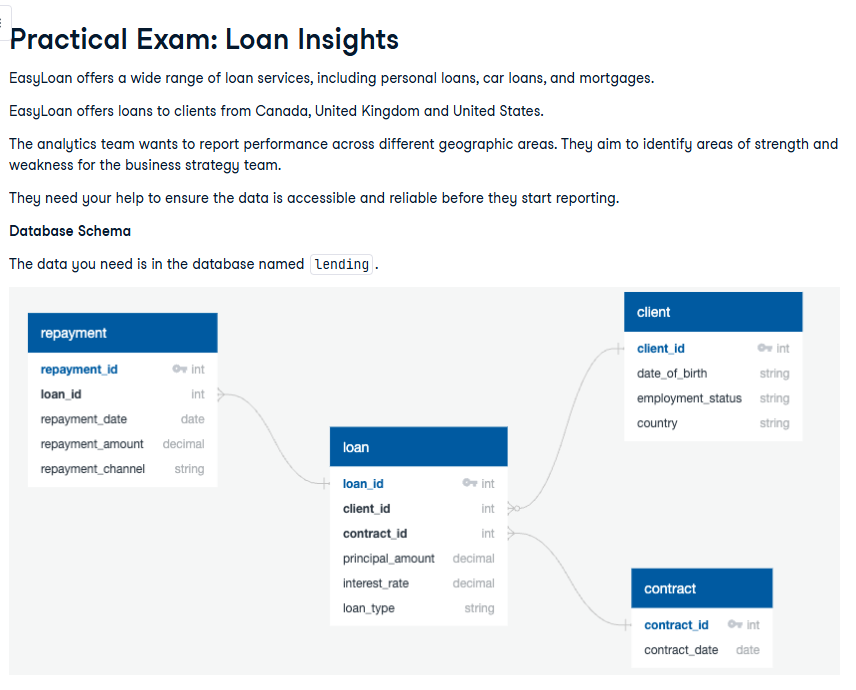 Practical Exam: Loan Insights
EasyLoan offers a wide range of loan services, including personal loans, car loans, and mortgages.
EasyLoan offers loans to clients from Canada, United Kingdom and United States.
The analytics team wants to report performance across different geographic areas. They aim to identify areas of strength and
weakness for the business strategy team.
They need your help to ensure the data is accessible and reliable before they start reporting.
Database Schema
The data you need is in the database named lending.
repayment
repayment_id int
loan_id int
repayment_date date
repayment_amount decimal
repayment_channel string
loan
loan_id int
client_id int
contract_id int
principal_amount decimal
interest_rate decimal
loan_type string
client
client_id int
date_of_birth string
employment_status string
country string
contract
contract_id int
contract_date date